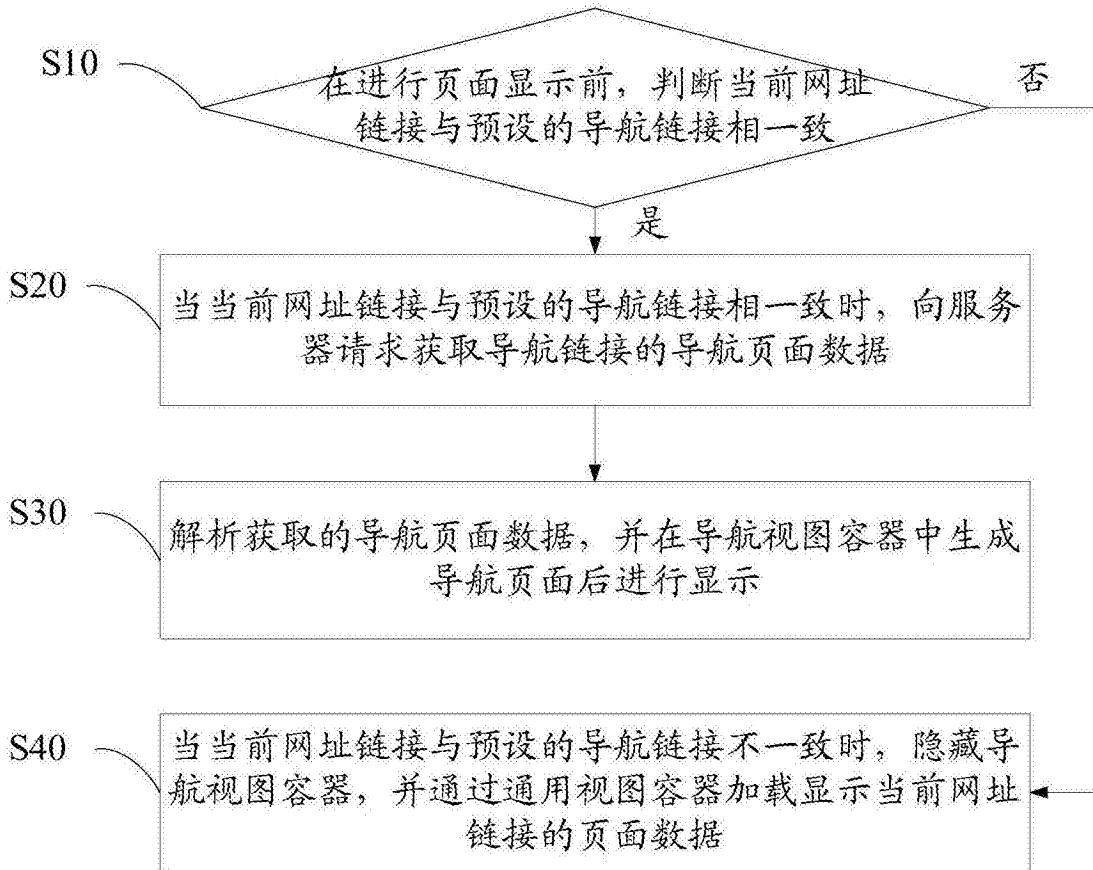 S10
在进行页面显示前，判断当前网址
链接与预设的导航链接相一致
否
是
S20
当当前网址链接与预设的导航链接相一致时，向服务
器请求获取导航链接的导航页面数据
S30
解析获取的导航页面数据，并在导航视图容器中生成
导航页面后进行显示
S40
当当前网址链接与预设的导航链接不一致时，隐藏导
航视图容器，并通过通用视图容器加载显示当前网址
链接的页面数据